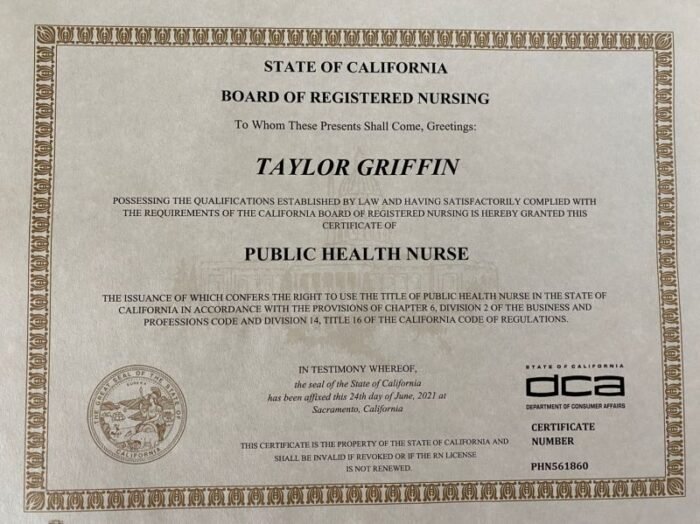 STATE OF CALIFORNIA
BOARD OF REGISTERED NURSING
To Whom These Presents Shall Come, Greetings:
TAYLOR GRIFFIN
POSSESSING THE QUALIFICATIONS ESTABLISHED BY LAW AND HAVING SATISFACTORILY COMPLIED WITH
THE REQUIREMENTS OF THE CALIFORNIA BOARD OF REGISTERED NURSING IS HEREBY GRANTED THIS
CERTIFICATE OF
PUBLIC HEALTH NURSE
THE ISSUANCE OF WHICH CONFERS THE RIGHT TO USE THE TITLE OF PUBLIC HEALTH NURSE IN THE STATE OF
CALIFORNIA IN ACCORDANCE WITH THE PROVISIONS OF CHAPTER 6, DIVISION 2 OF THE BUSINESS AND
PROFESSIONS CODE AND DIVISION 14, TITLE 16 OF THE CALIFORNIA CODE OF REGULATIONS.
THE GREAT SEAL OF THE STATE OF CALIFORNIA
EUREKA
IN TESTIMONY WHEREOF,
the seal of the State of California
has been affixed this 24th day of June, 2021 at
Sacramento, California
THIS CERTIFICATE IS THE PROPERTY OF THE STATE OF CALIFORNIA AND
SHALL BE INVALID IF REVOKED OR IF THE RN LICENSE
IS NOT RENEWED.
STATE OF CALIFORNIA
dca
DEPARTMENT OF CONSUMER AFFAIRS
CERTIFICATE
NUMBER
PHN561860